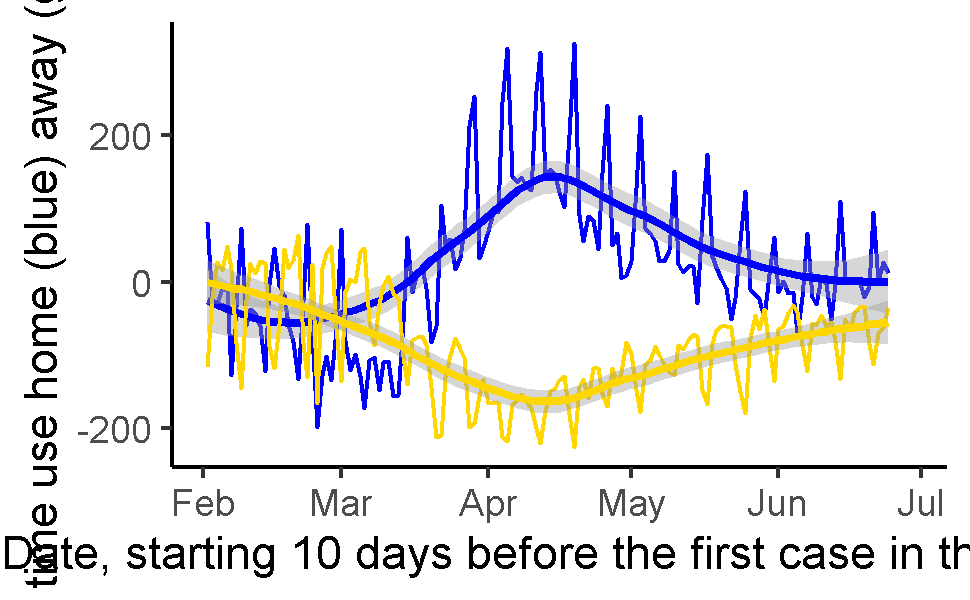 time use home (blue) away (
200
0
-200
Feb Mar Apr May Jun Jul
Date, starting 10 days before the first case in th